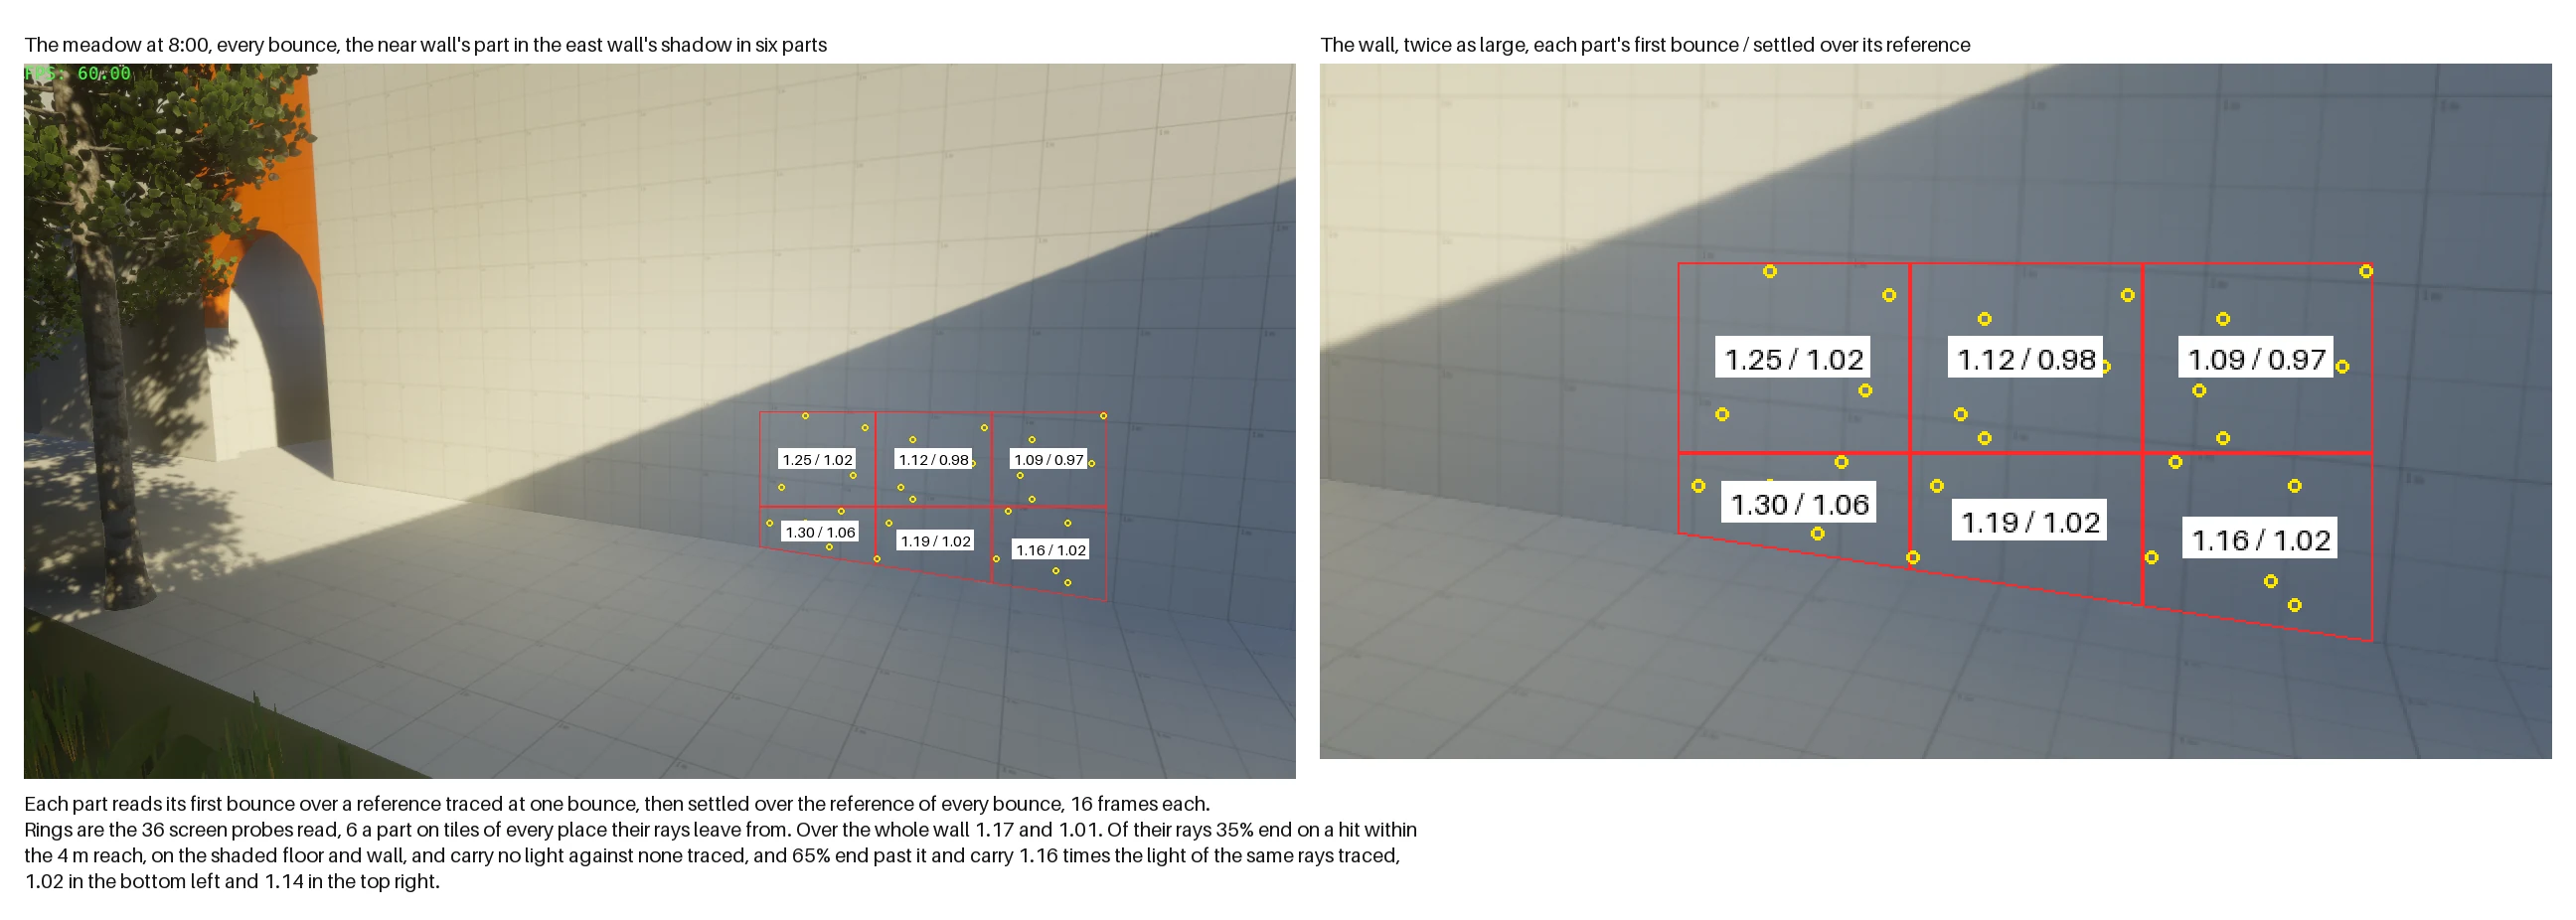 The meadow at 8:00, every bounce, the near wall's part in the east wall's shadow in six parts
FPS: 60.00
1.25 / 1.02
1.12 / 0.98
1.09 / 0.97
1.30 / 1.06
1.19 / 1.02
1.16 / 1.02
The wall, twice as large, each part's first bounce / settled over its reference
1.25 / 1.02
1.12 / 0.98
1.09 / 0.97
1.30 / 1.06
1.19 / 1.02
1.16 / 1.02
Each part reads its first bounce over a reference traced at one bounce, then settled over the reference of every bounce, 16 frames each.
Rings are the 36 screen probes read, 6 a part on tiles of every place their rays leave from. Over the whole wall 1.17 and 1.01. Of their rays 35% end on a hit within
the 4 m reach, on the shaded floor and wall, and carry no light against none traced, and 65% end past it and carry 1.16 times the light of the same rays traced,
1.02 in the bottom left and 1.14 in the top right.